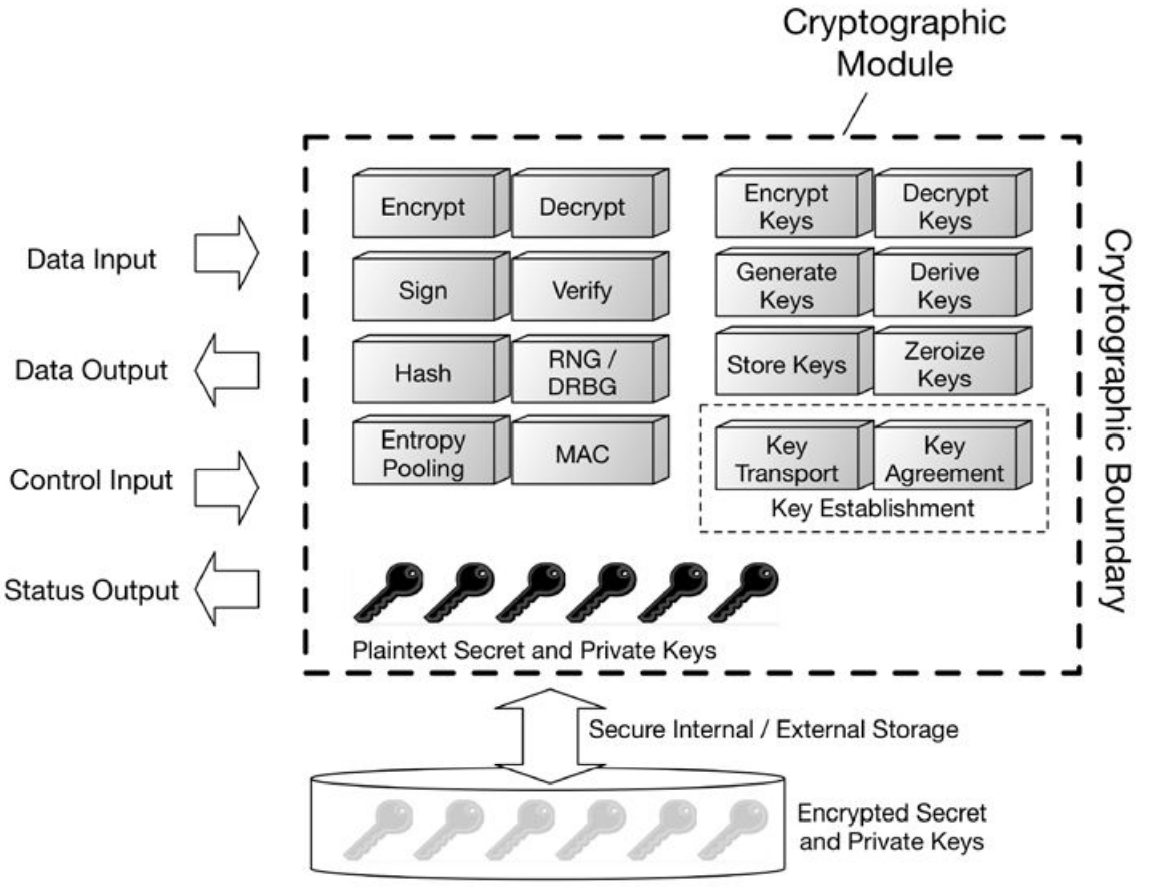 Cryptographic
Module
Data Input
Data Output
Control Input
Status Output
Encrypt
Decrypt
Sign
Verify
Hash
RNG /
DRBG
Entropy
Pooling
MAC
Encrypt
Keys
Decrypt
Keys
Generate
Keys
Derive
Keys
Store Keys
Zeroize
Keys
Key
Transport
Key
Agreement
Key Establishment
Cryptographic Boundary
Plaintext Secret and Private Keys
Secure Internal / External Storage
Encrypted Secret
and Private Keys